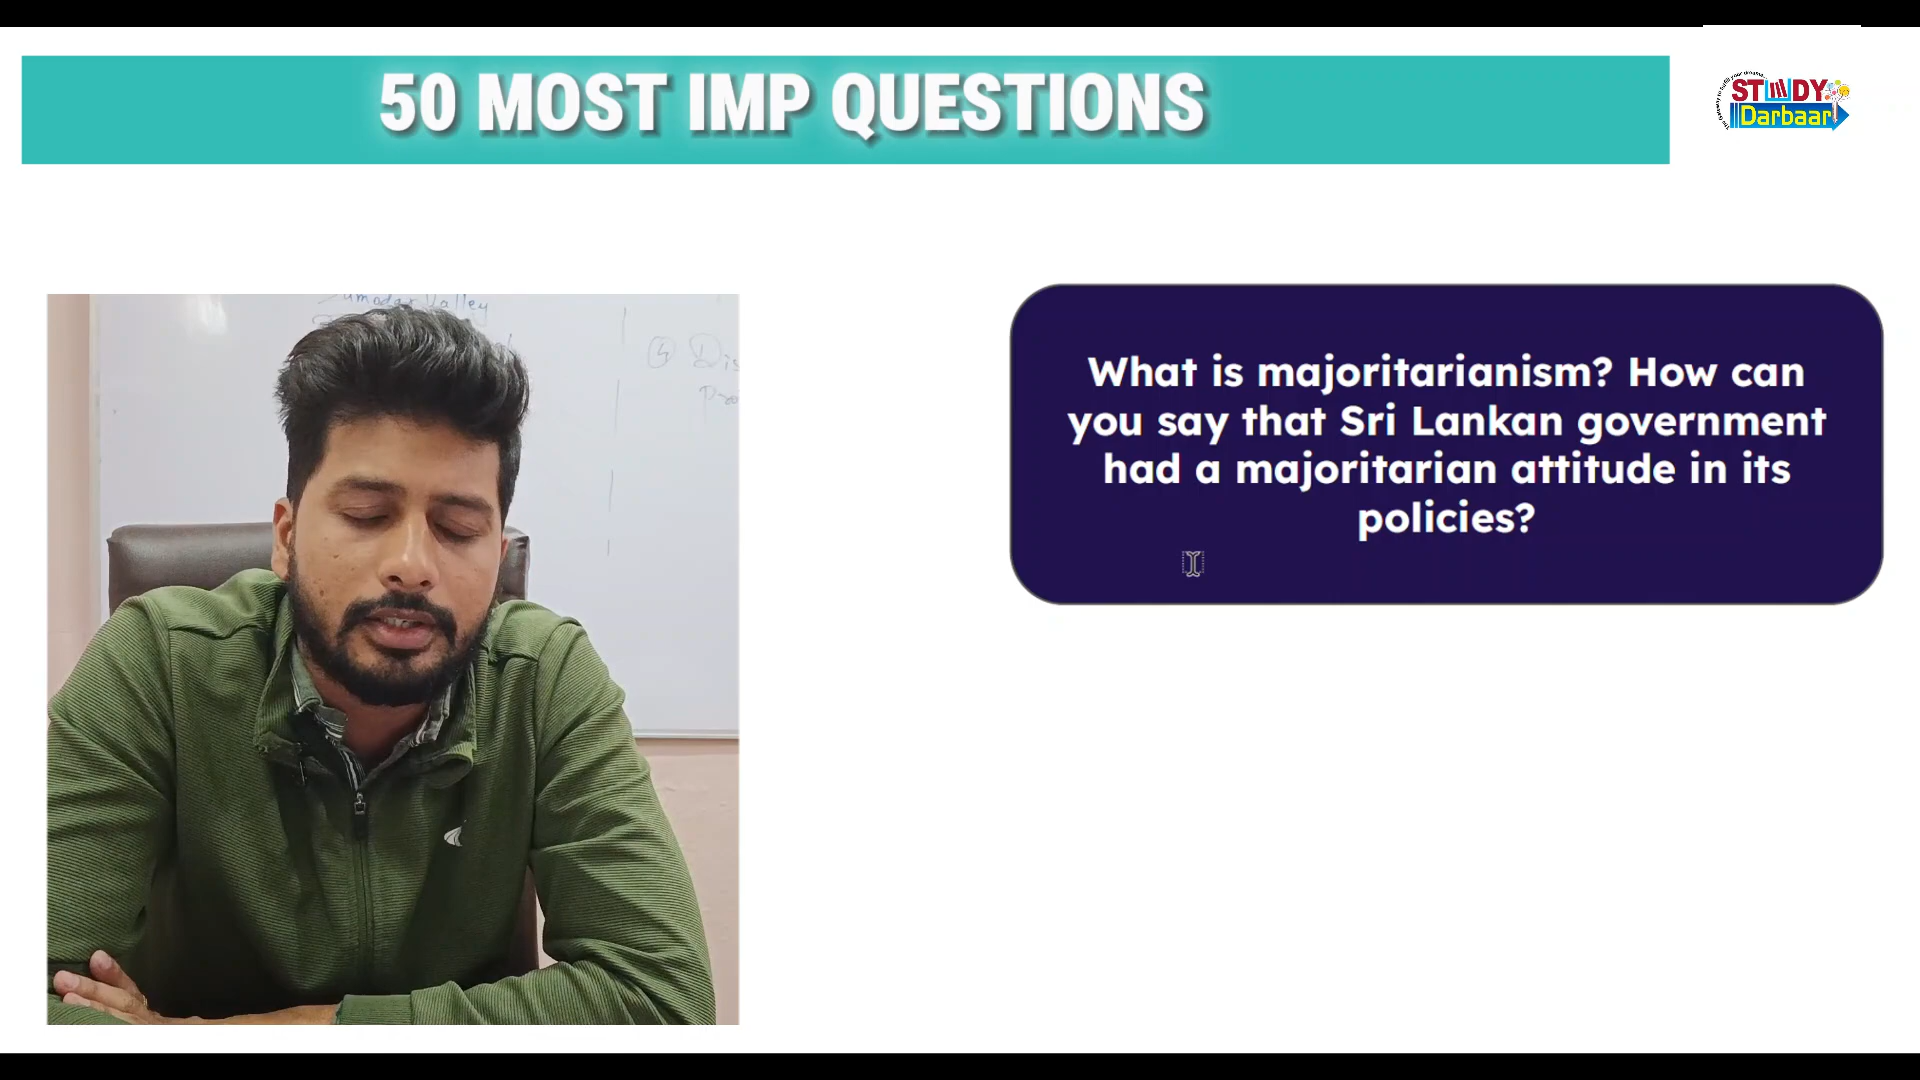 50 MOST IMP QUESTIONS
STUDY
Darbaar
What is majoritarianism? How can
you say that Sri Lankan government
had a majoritarian attitude in its
policies?
Valley